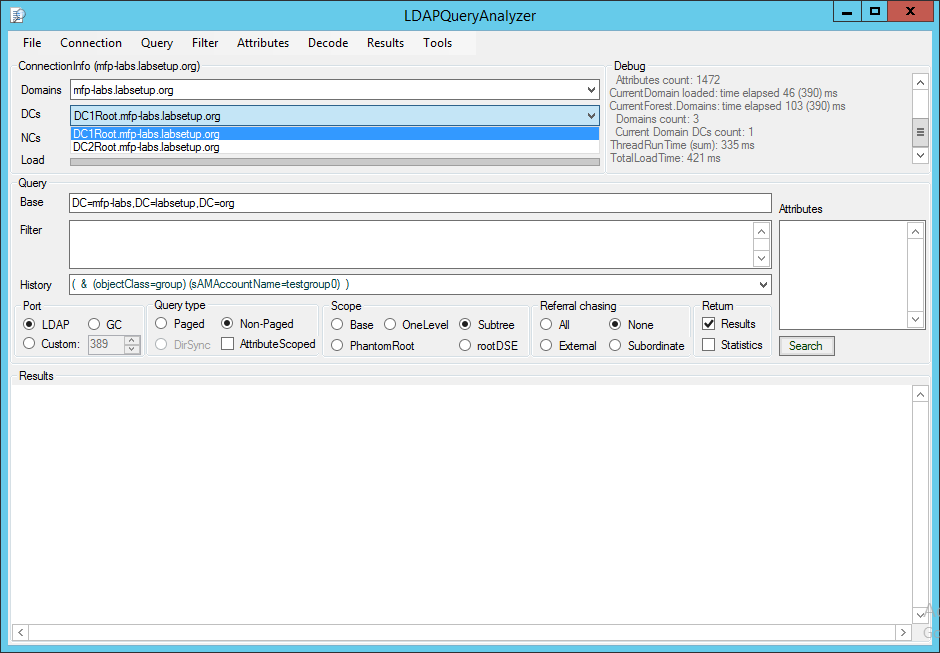 LDAPQueryAnalyzer
File Connection Query Filter Attributes Decode Results Tools
ConnectionInfo (mfp-labs.labsetup.org)
Domains mfp-labs.labsetup.org
DCs DC1Root.mfp-labs.labsetup.org
DC1Root.mfp-labs.labsetup.org
NCs DC2Root.mfp-labs.labsetup.org
Load
Debug
Attributes count: 1472
CurrentDomain loaded: time elapsed 46 (390) ms
CurrentForest.Domains: time elapsed 103 (390) ms
Domains count: 3
Current Domain DCs count: 1
ThreadRunTime (sum): 335 ms
TotalLoadTime: 421 ms
Query
Base DC=mfp-labs,DC=labsetup,DC=org
Filter
History ( & (objectClass=group) (sAMAccountName=testgroup0) )
Attributes
Port
LDAP GC
Custom: 389
Query type
Paged Non-Paged
DirSync AttributeScoped
Scope
Base OneLevel Subtree
PhantomRoot rootDSE
Referral chasing
All None
External Subordinate
Return
Results
Statistics
Search
Results